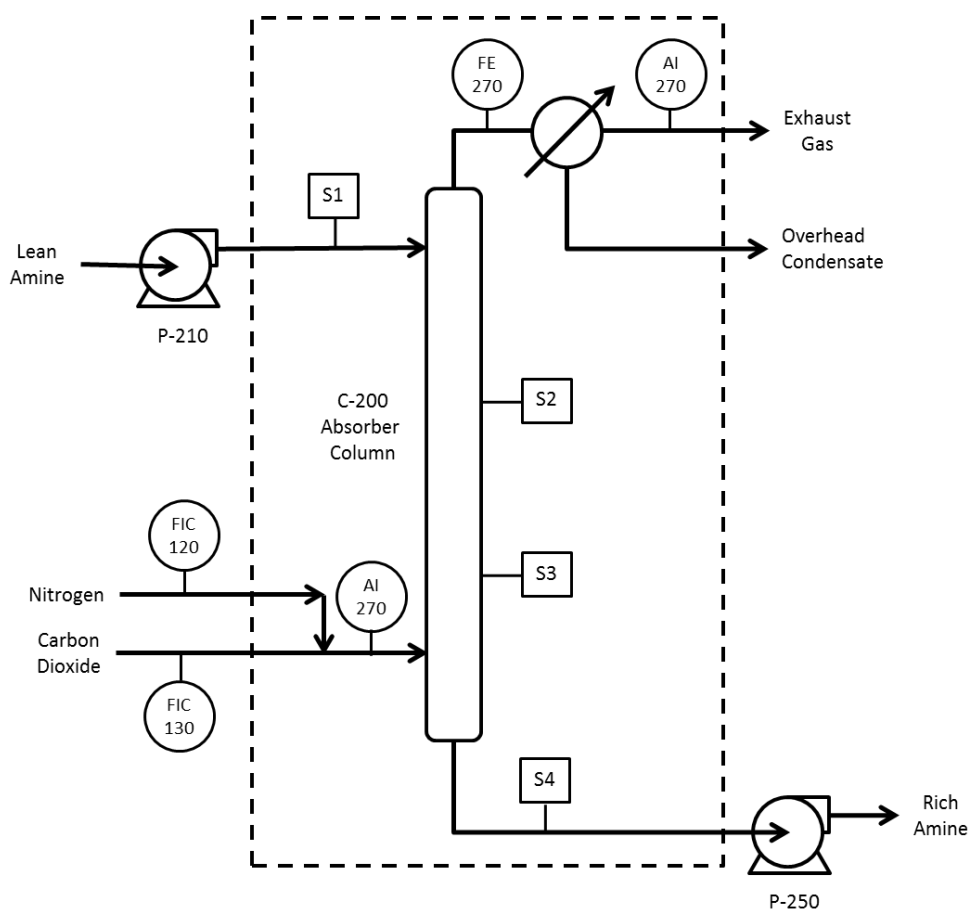 FE
270
AI
270
Exhaust
Gas
S1
Lean
Amine
Overhead
Condensate
P-210
C-200
Absorber
Column
S2
FIC
120
S3
AI
270
Nitrogen
Carbon
Dioxide
FIC
130
S4
Rich
Amine
P-250